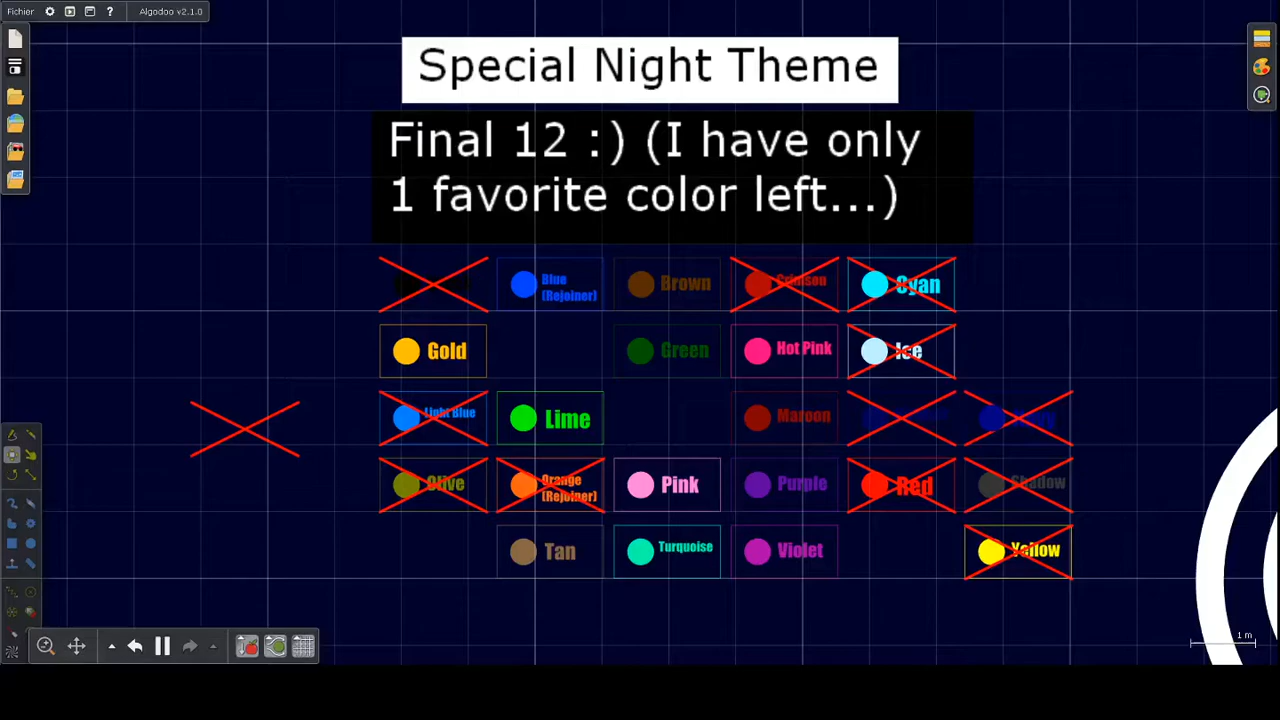 Fichier
?
Algodoo v2.1.0
Special Night Theme
Final 12 :) (I have only
1 favorite color left...)
Blue
(Rejoiner)
Brown
Crimson
Cyan
Gold
Green
Hot Pink
Ice
Light Blue
Lime
Maroon
Navy
Olive
Orange
(Rejoiner)
Pink
Purple
Red
Shadow
Tan
Turquoise
Violet
Yellow
1 m